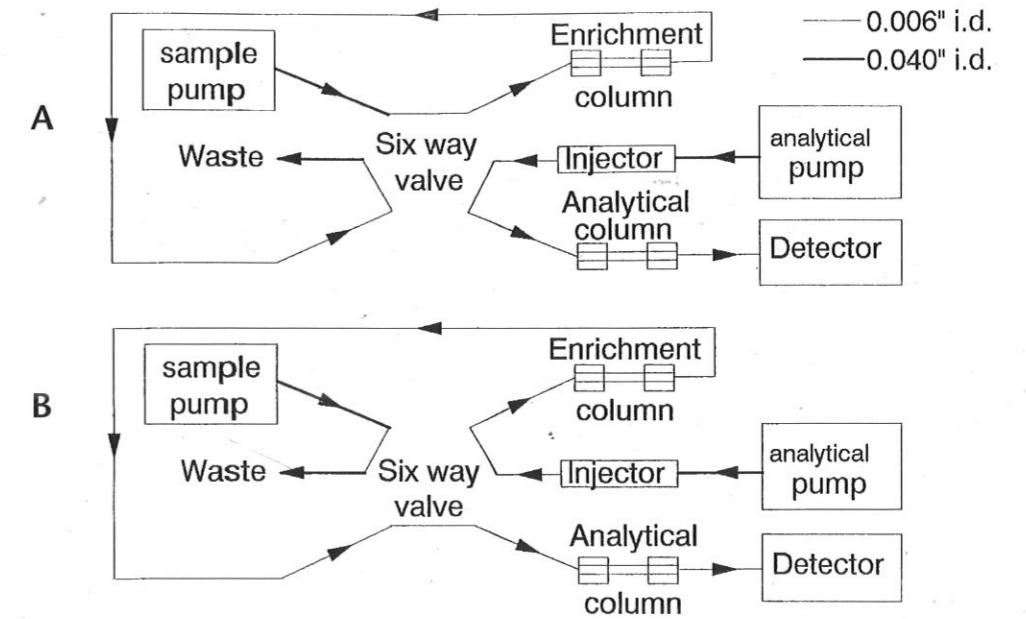 0.006" i.d.
0.040" i.d.
A
sample
pump
Enrichment
column
Waste
Six way
valve
Injector
analytical
pump
Analytical
column
Detector
B
sample
pump
Enrichment
column
Waste
Six way
valve
Injector
analytical
pump
Analytical
column
Detector